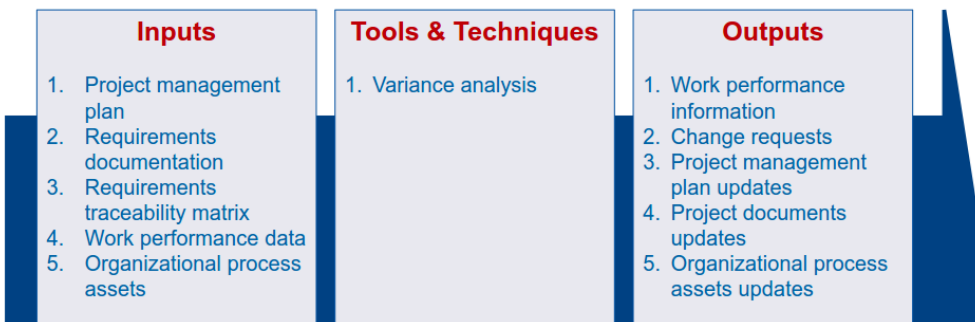 Inputs
1. Project management
plan
2. Requirements
documentation
3. Requirements
traceability matrix
4. Work performance data
5. Organizational process
assets
Tools & Techniques
1. Variance analysis
Outputs
1. Work performance
information
2. Change requests
3. Project management
plan updates
4. Project documents
updates
5. Organizational process
assets updates